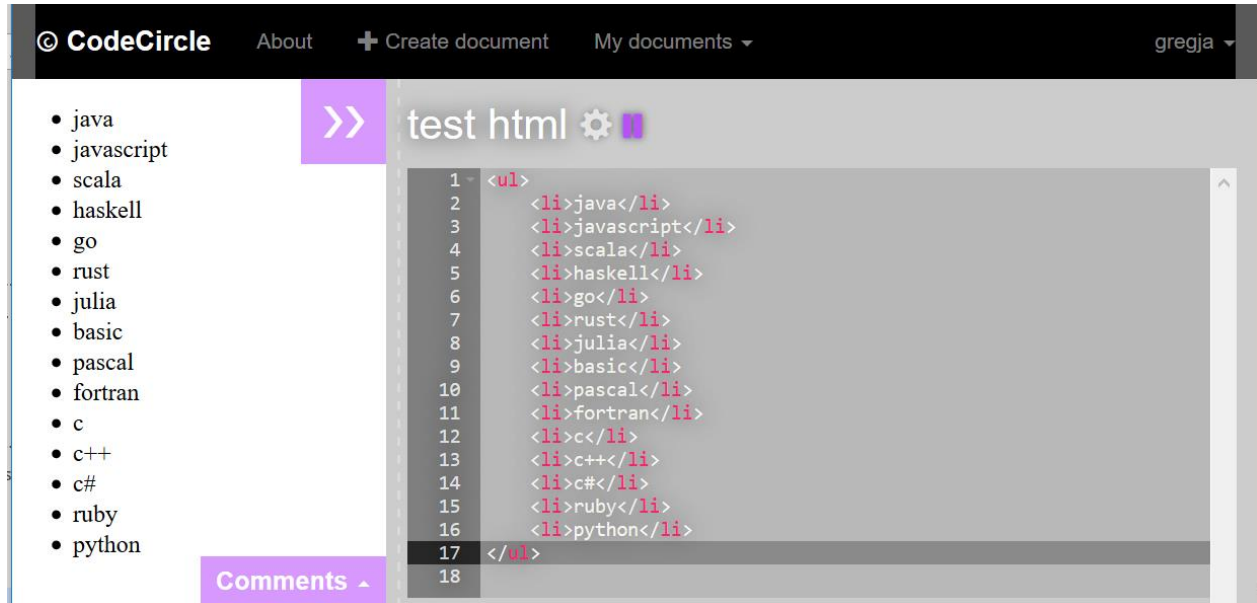 © CodeCircle About + Create document My documents gregja
java
javascript
scala
haskell
go
rust
julia
basic
pascal
fortran
c
c++
c#
ruby
python
Comments
test html
1 <ul>
2 <li>java</li>
3 <li>javascript</li>
4 <li>scala</li>
5 <li>haskell</li>
6 <li>go</li>
7 <li>rust</li>
8 <li>julia</li>
9 <li>basic</li>
10 <li>pascal</li>
11 <li>fortran</li>
12 <li>c</li>
13 <li>c++</li>
14 <li>c#</li>
15 <li>ruby</li>
16 <li>python</li>
17 </ul>
18